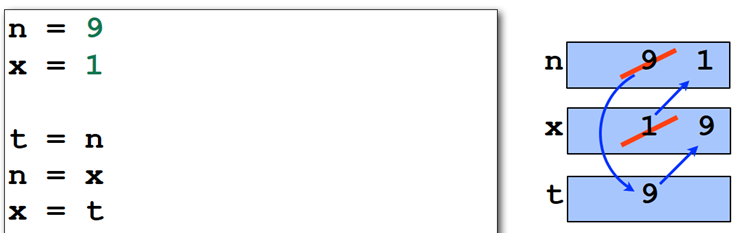 n = 9
x = 1
t = n
n = x
x = t
n 9 1
x 1 9
t 9